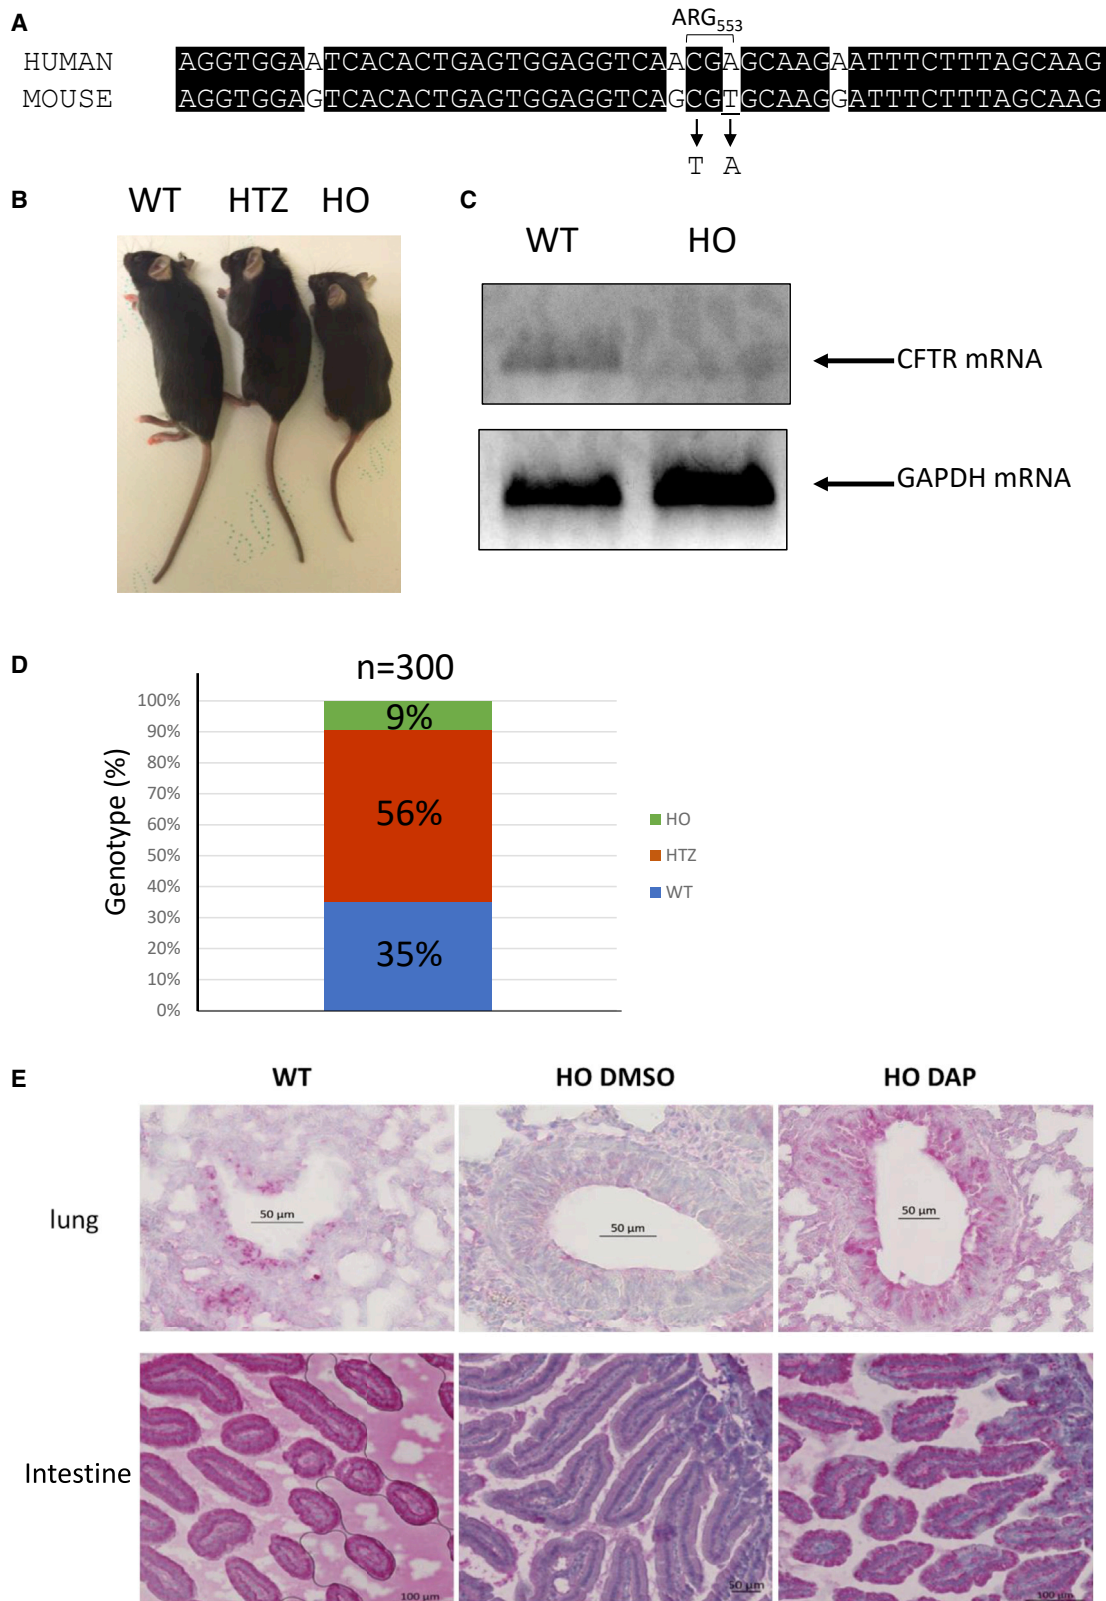 A
ARG553
HUMAN AGGTGGAATCACACTGAGTGGAGGTCAACGAGCAAGAATTTCTTTAGCAAG
MOUSE AGGTGGAGTCACACTGAGTGGAGGTCAGCGTGCAAGGATTTCTTTAGCAAG
T A
B
WT HTZ HO
C
WT HO
CFTR mRNA
GAPDH mRNA
D
n=300
Genotype (%)
100%
90%
80%
70%
60%
50%
40%
30%
20%
10%
0%
9%
56%
35%
HO
HTZ
WT
E
WT HO DMSO HO DAP
lung
50 µm 50 µm 50 µm
Intestine
100 µm 50 µm 100 µm